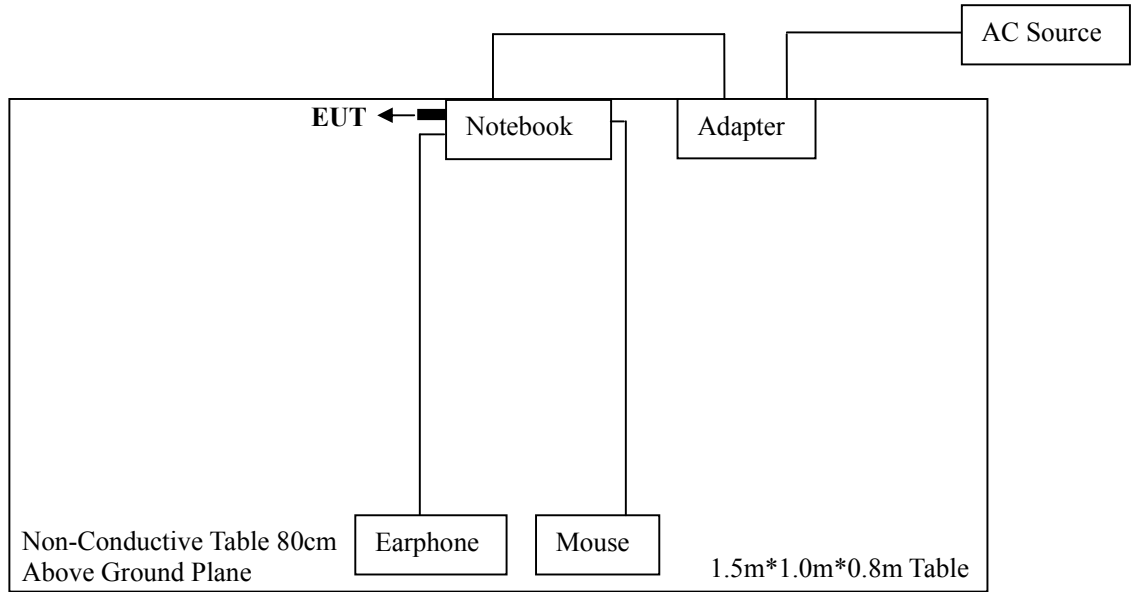 AC Source
EUT
Notebook
Adapter
Earphone
Mouse
Non-Conductive Table 80cm
Above Ground Plane
1.5m*1.0m*0.8m Table